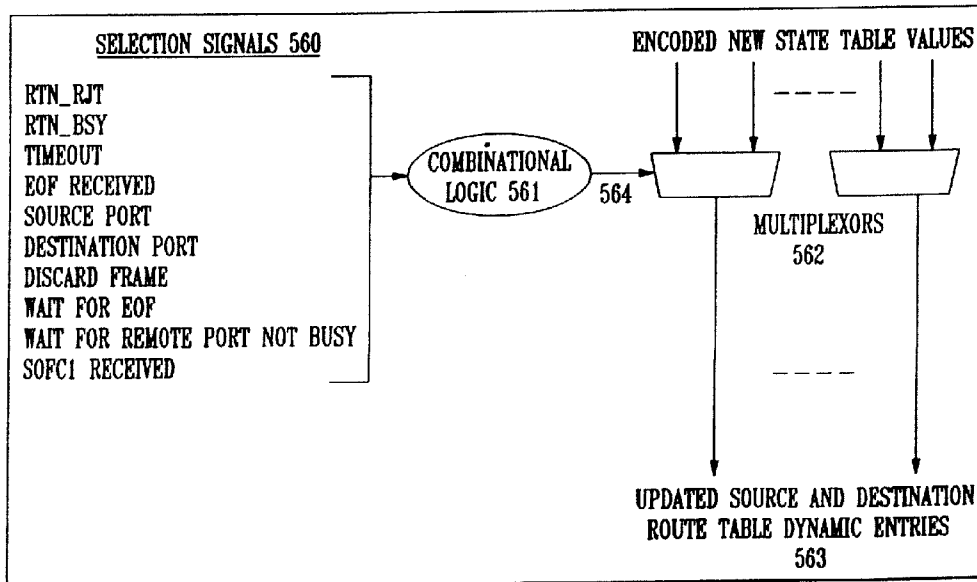 SELECTION SIGNALS 560
RTN_RJT
RTN_BSY
TIMEOUT
EOF RECEIVED
SOURCE PORT
DESTINATION PORT
DISCARD FRAME
WAIT FOR EOF
WAIT FOR REMOTE PORT NOT BUSY
SOFC1 RECEIVED
COMBINATIONAL
LOGIC 561
564
ENCODED NEW STATE TABLE VALUES
MULTIPLEXORS
562
UPDATED SOURCE AND DESTINATION
ROUTE TABLE DYNAMIC ENTRIES
563